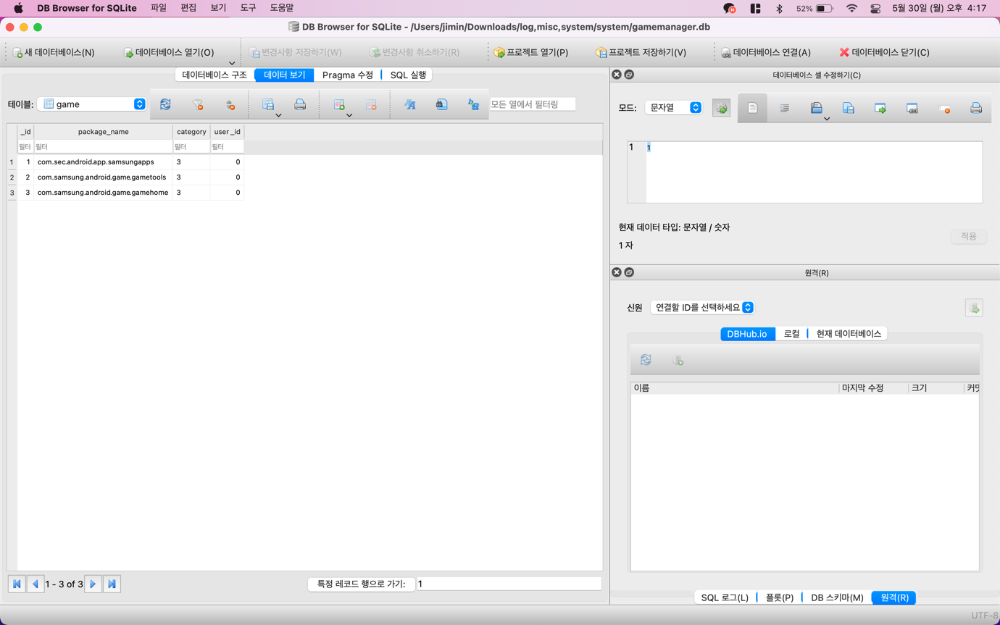 DB Browser for SQLite 파일 편집 보기 도구 도움말 52% 5월 30일 (월) 오후 4:17
DB Browser for SQLite - /Users/jimin/Downloads/log,misc,system/system/gamemanager.db
새 데이터베이스(N) 데이터베이스 열기(O) 변경사항 저장하기(W) 변경사항 취소하기(R) 프로젝트 열기(P) 프로젝트 저장하기(V) 데이터베이스 연결(A) 데이터베이스 닫기(C)
데이터베이스 구조 데이터 보기 Pragma 수정 SQL 실행
테이블: game 모든 열에서 필터링
_id package_name category user_id
필터 필터 필터 필터
1 1 com.sec.android.app.samsungapps 3 0
2 2 com.samsung.android.game.gametools 3 0
3 3 com.samsung.android.game.gamehome 3 0
1 - 3 of 3 특정 레코드 행으로 가기: 1
데이터베이스 셀 수정하기(C)
모드: 문자열
1 1
현재 데이터 타입: 문자열 / 숫자
1 자
적용
원격(R)
신원 연결할 ID를 선택하세요
DBHub.io 로컬 현재 데이터베이스
이름 마지막 수정 크기
SQL 로그(L) 플롯(P) DB 스키마(M) 원격(R)
UTF-8